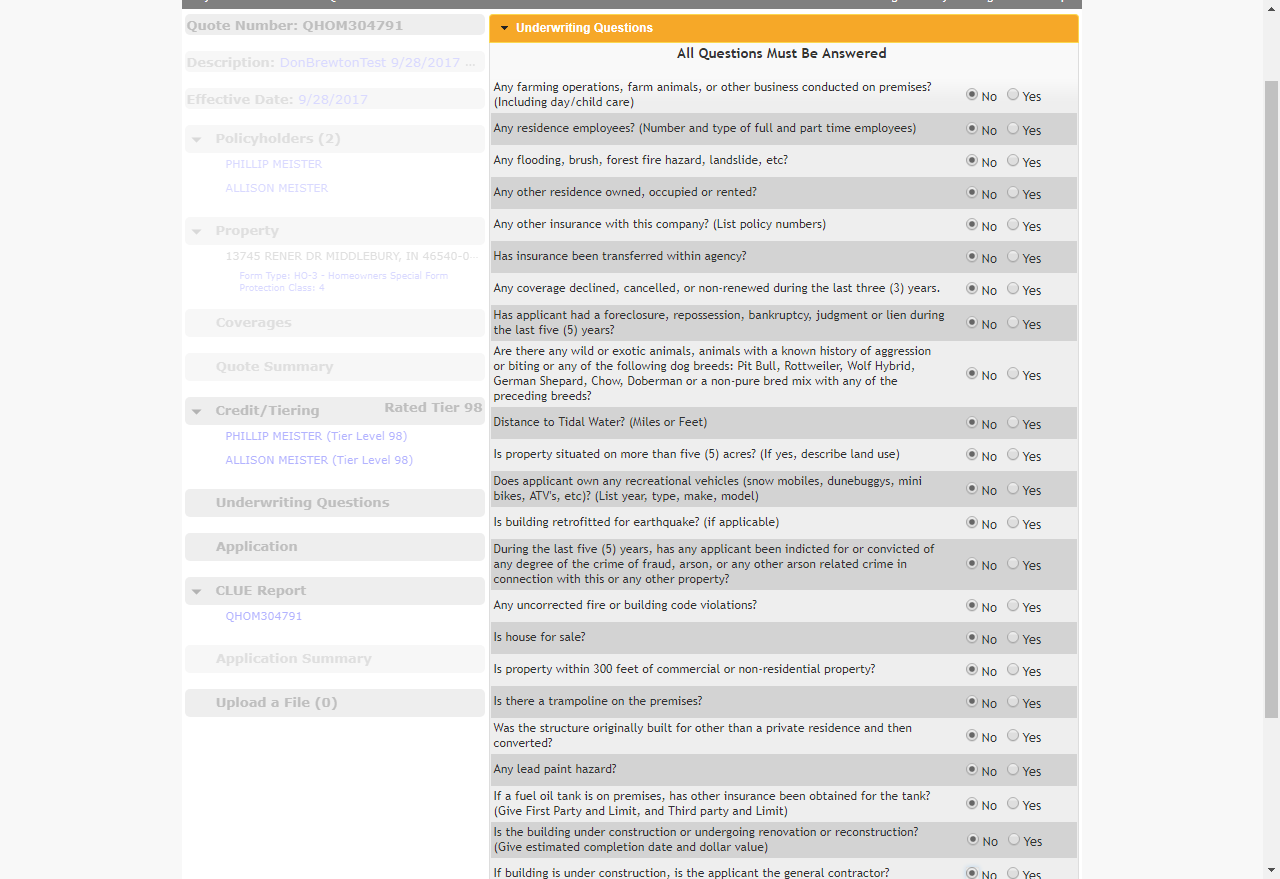 Quote Number: QHOM304791
Description: DonBrewtonTest 9/28/2017 ...
Effective Date: 9/28/2017
Policyholders (2)
PHILLIP MEISTER
ALLISON MEISTER
Property
13745 RENER DR MIDDLEBURY, IN 46540-0...
Form Type: HO-3 - Homeowners Special Form
Protection Class: 4
Coverages
Quote Summary
Credit/Tiering Rated Tier 98
PHILLIP MEISTER (Tier Level 98)
ALLISON MEISTER (Tier Level 98)
Underwriting Questions
Application
CLUE Report
QHOM304791
Application Summary
Upload a File (0)
Underwriting Questions
All Questions Must Be Answered
Any farming operations, farm animals, or other business conducted on premises?
(Including day/child care)
No Yes
Any residence employees? (Number and type of full and part time employees)
No Yes
Any flooding, brush, forest fire hazard, landslide, etc?
No Yes
Any other residence owned, occupied or rented?
No Yes
Any other insurance with this company? (List policy numbers)
No Yes
Has insurance been transferred within agency?
No Yes
Any coverage declined, cancelled, or non-renewed during the last three (3) years.
No Yes
Has applicant had a foreclosure, repossession, bankruptcy, judgment or lien during
the last five (5) years?
No Yes
Are there any wild or exotic animals, animals with a known history of aggression
or biting or any of the following dog breeds: Pit Bull, Rottweiler, Wolf Hybrid,
German Shepard, Chow, Doberman or a non-pure bred mix with any of the
preceding breeds?
No Yes
Distance to Tidal Water? (Miles or Feet)
No Yes
Is property situated on more than five (5) acres? (If yes, describe land use)
No Yes
Does applicant own any recreational vehicles (snow mobiles, dunebuggys, mini
bikes, ATV's, etc)? (List year, type, make, model)
No Yes
Is building retrofitted for earthquake? (if applicable)
No Yes
During the last five (5) years, has any applicant been indicted for or convicted of
any degree of the crime of fraud, arson, or any other arson related crime in
connection with this or any other property?
No Yes
Any uncorrected fire or building code violations?
No Yes
Is house for sale?
No Yes
Is property within 300 feet of commercial or non-residential property?
No Yes
Is there a trampoline on the premises?
No Yes
Was the structure originally built for other than a private residence and then
converted?
No Yes
Any lead paint hazard?
No Yes
If a fuel oil tank is on premises, has other insurance been obtained for the tank?
(Give First Party and Limit, and Third party and Limit)
No Yes
Is the building under construction or undergoing renovation or reconstruction?
(Give estimated completion date and dollar value)
No Yes
If building is under construction, is the applicant the general contractor?
No Yes